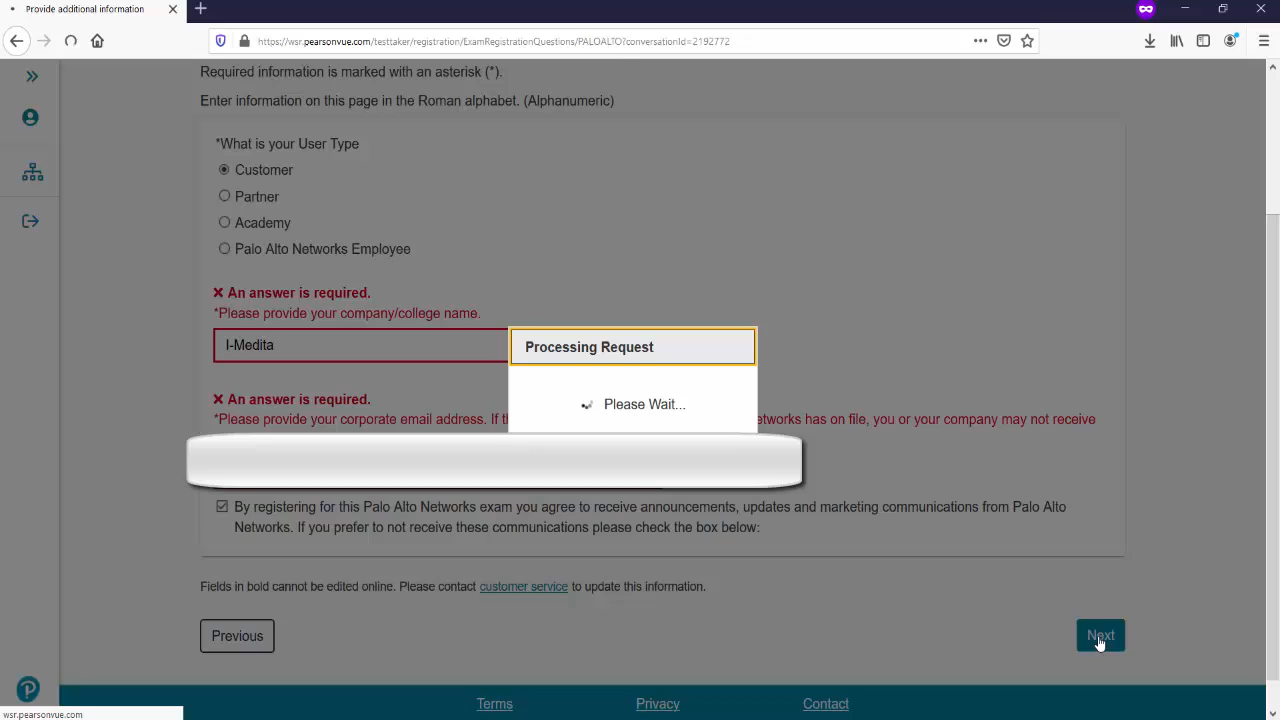 Provide additional information
https://wsr.pearsonvue.com/testtaker/registration/ExamRegistrationQuestions/PALOALTO?conversationId=2192772
Required information is marked with an asterisk (*).
Enter information on this page in the Roman alphabet. (Alphanumeric)
*What is your User Type
Customer
Partner
Academy
Palo Alto Networks Employee
An answer is required.
*Please provide your company/college name.
I-Medita
Processing Request
Please Wait...
An answer is required.
*Please provide your corporate email address. If th
etworks has on file, you or your company may not receive
By registering for this Palo Alto Networks exam you agree to receive announcements, updates and marketing communications from Palo Alto
Networks. If you prefer to not receive these communications please check the box below:
Fields in bold cannot be edited online. Please contact customer service to update this information.
Previous
Next
Terms
Privacy
Contact
wsr.pearsonvue.com